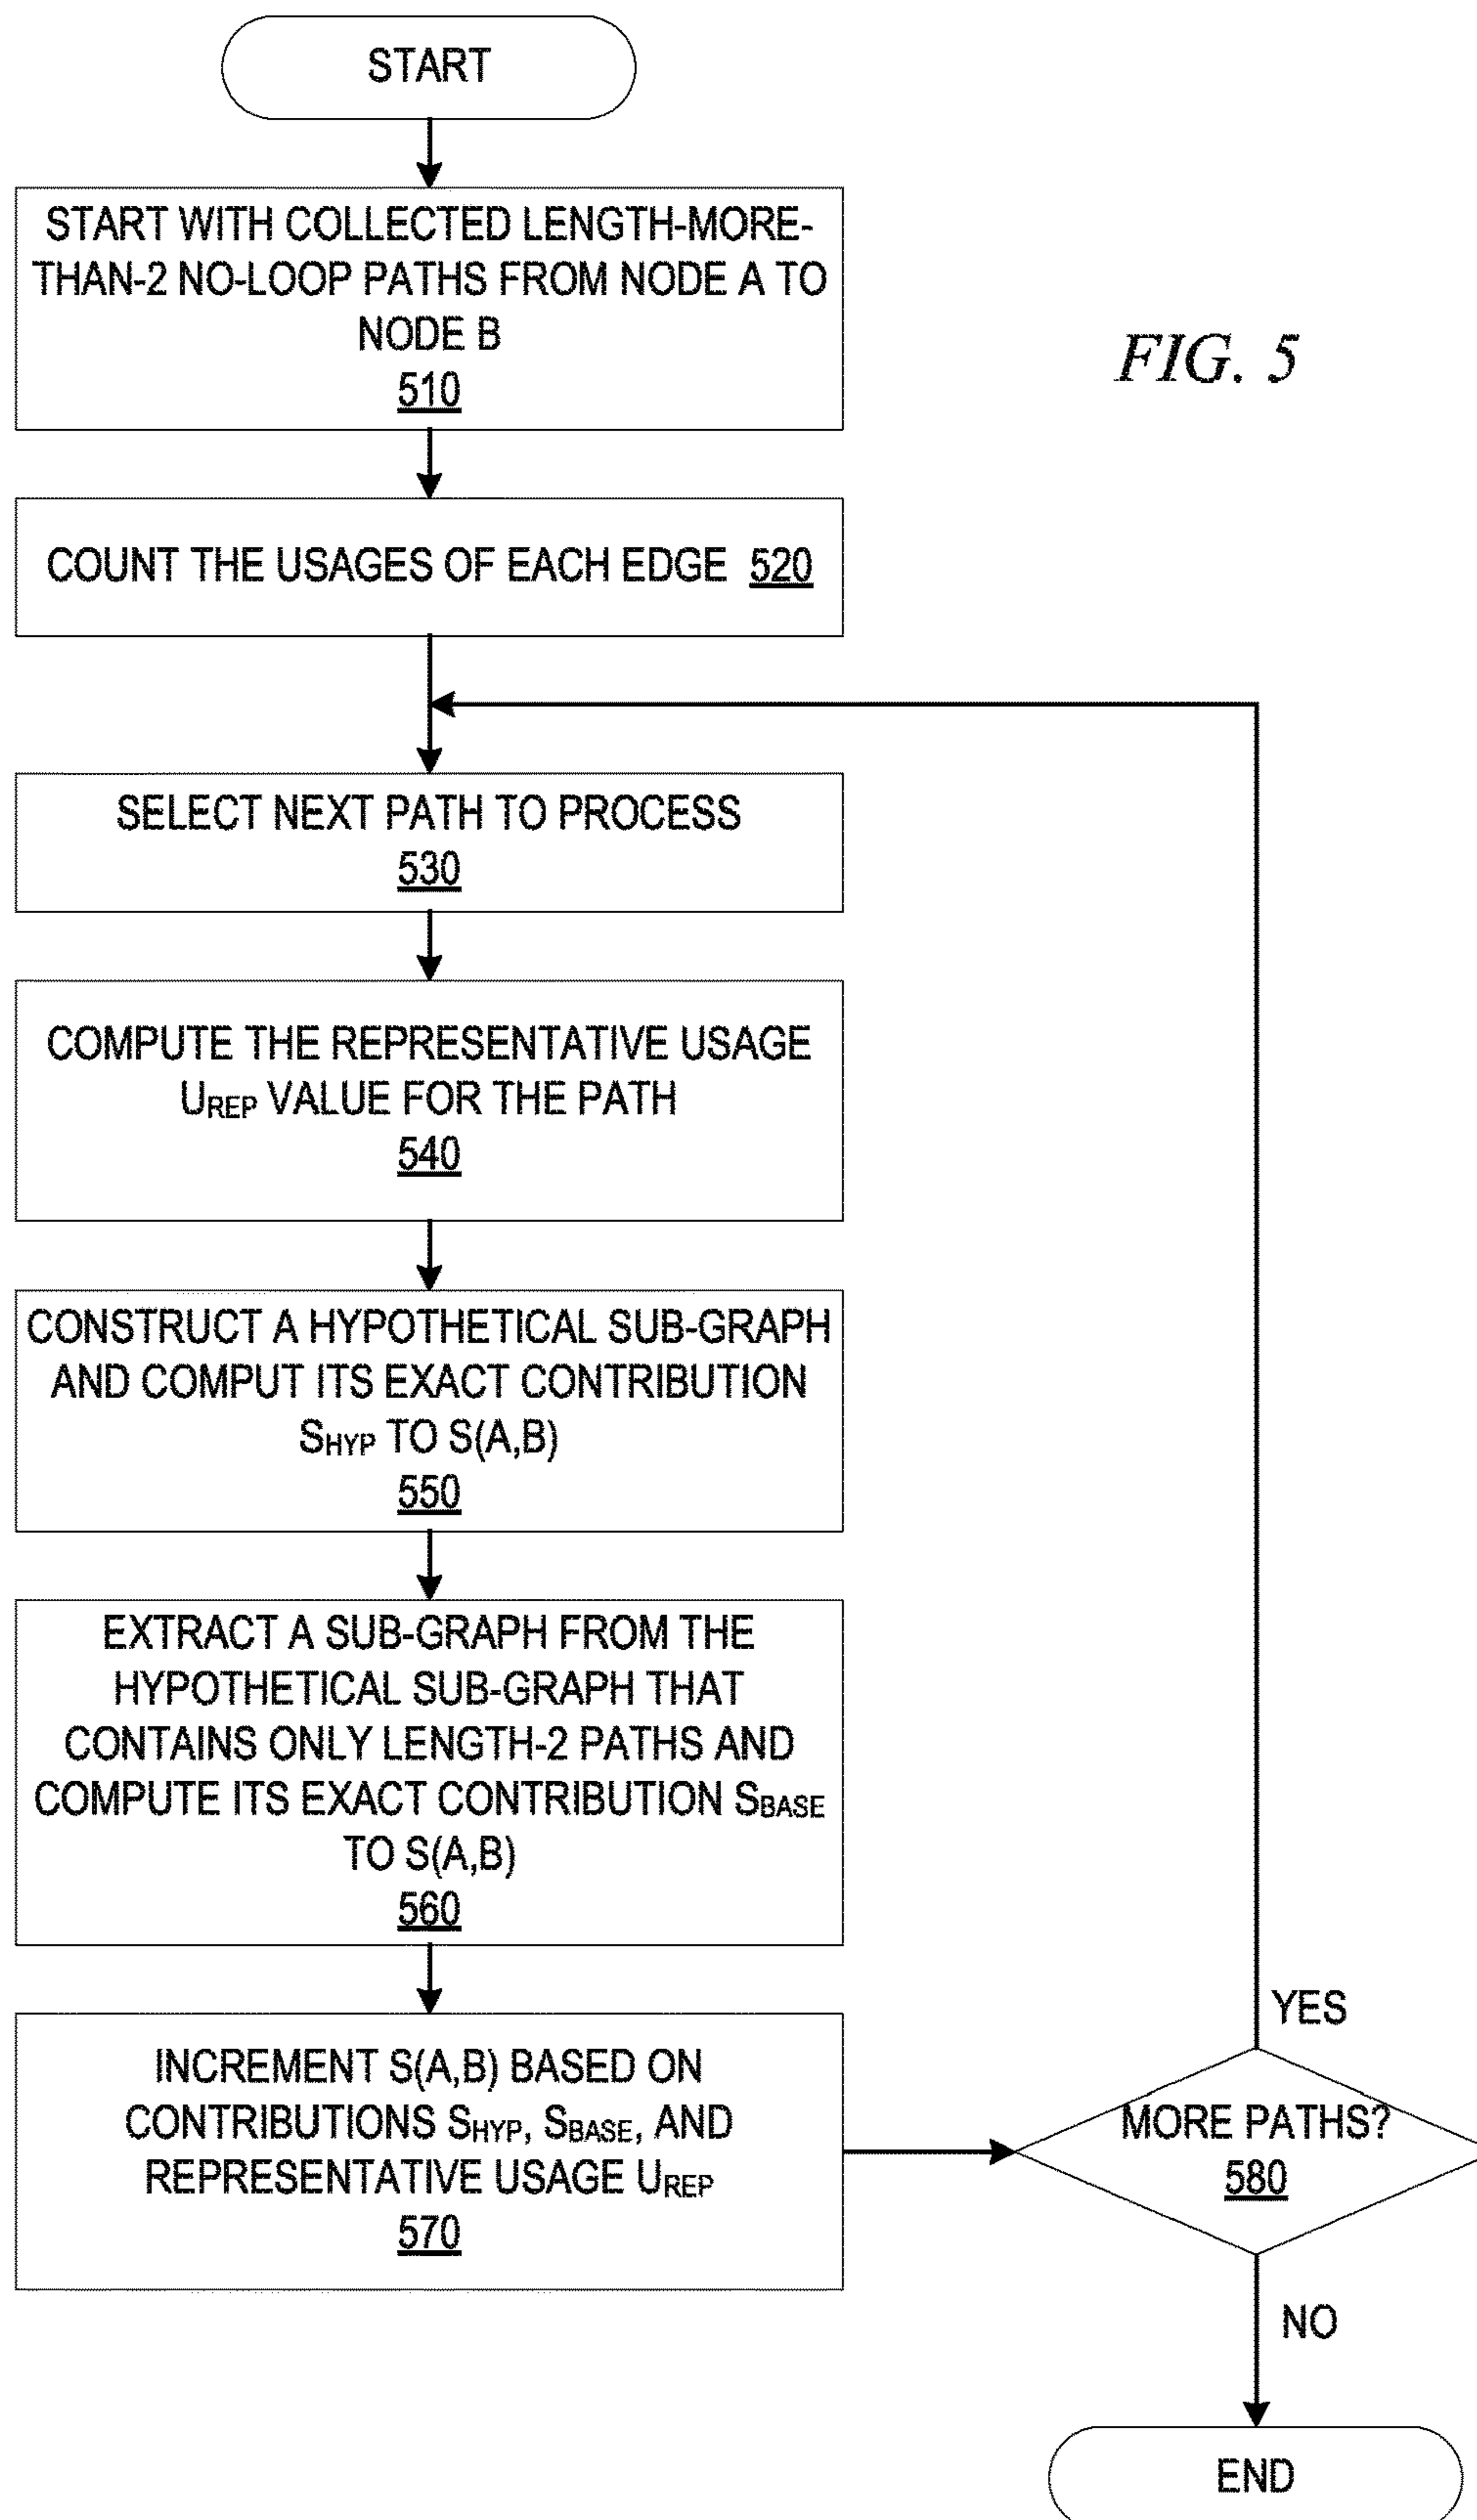 START
START WITH COLLECTED LENGTH-MORE-
THAN-2 NO-LOOP PATHS FROM NODE A TO
NODE B
510
FIG. 5
COUNT THE USAGES OF EACH EDGE 520
SELECT NEXT PATH TO PROCESS
530
COMPUTE THE REPRESENTATIVE USAGE
UREP VALUE FOR THE PATH
540
CONSTRUCT A HYPOTHETICAL SUB-GRAPH
AND COMPUT ITS EXACT CONTRIBUTION
SHYP TO S(A,B)
550
EXTRACT A SUB-GRAPH FROM THE
HYPOTHETICAL SUB-GRAPH THAT
CONTAINS ONLY LENGTH-2 PATHS AND
COMPUTE ITS EXACT CONTRIBUTION SBASE
TO S(A,B)
560
INCREMENT S(A,B) BASED ON
CONTRIBUTIONS SHYP, SBASE, AND
REPRESENTATIVE USAGE UREP
570
YES
MORE PATHS?
580
NO
END